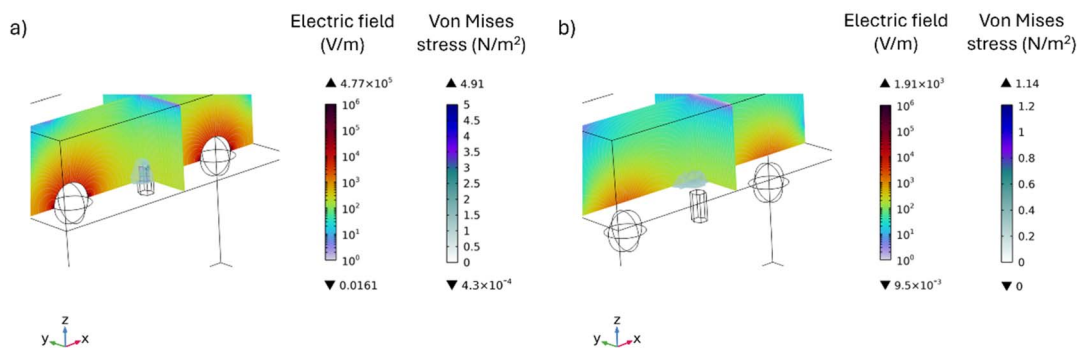 a)
Electric field
(V/m)
Von Mises
stress (N/m²)
▲ 4.77×10⁵
▲ 4.91
10⁶
10⁵
10⁴
10³
10²
10¹
10⁰
5
4.5
4
3.5
3
2.5
2
1.5
1
0.5
0
▼ 0.0161
▼ 4.3×10⁻⁴
z
y
x
b)
Electric field
(V/m)
Von Mises
stress (N/m²)
▲ 1.91×10³
▲ 1.14
10⁶
10⁵
10⁴
10³
10²
10¹
10⁰
1.2
1
0.8
0.6
0.4
0.2
0
▼ 9.5×10⁻³
▼ 0
z
y
x